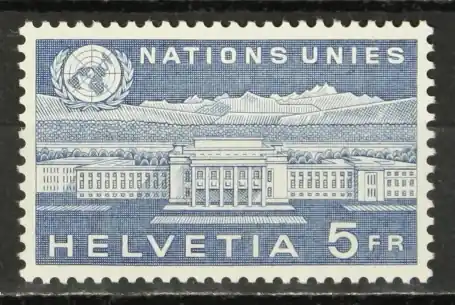 NATIONS UNIES
HELVETIA 5 FR